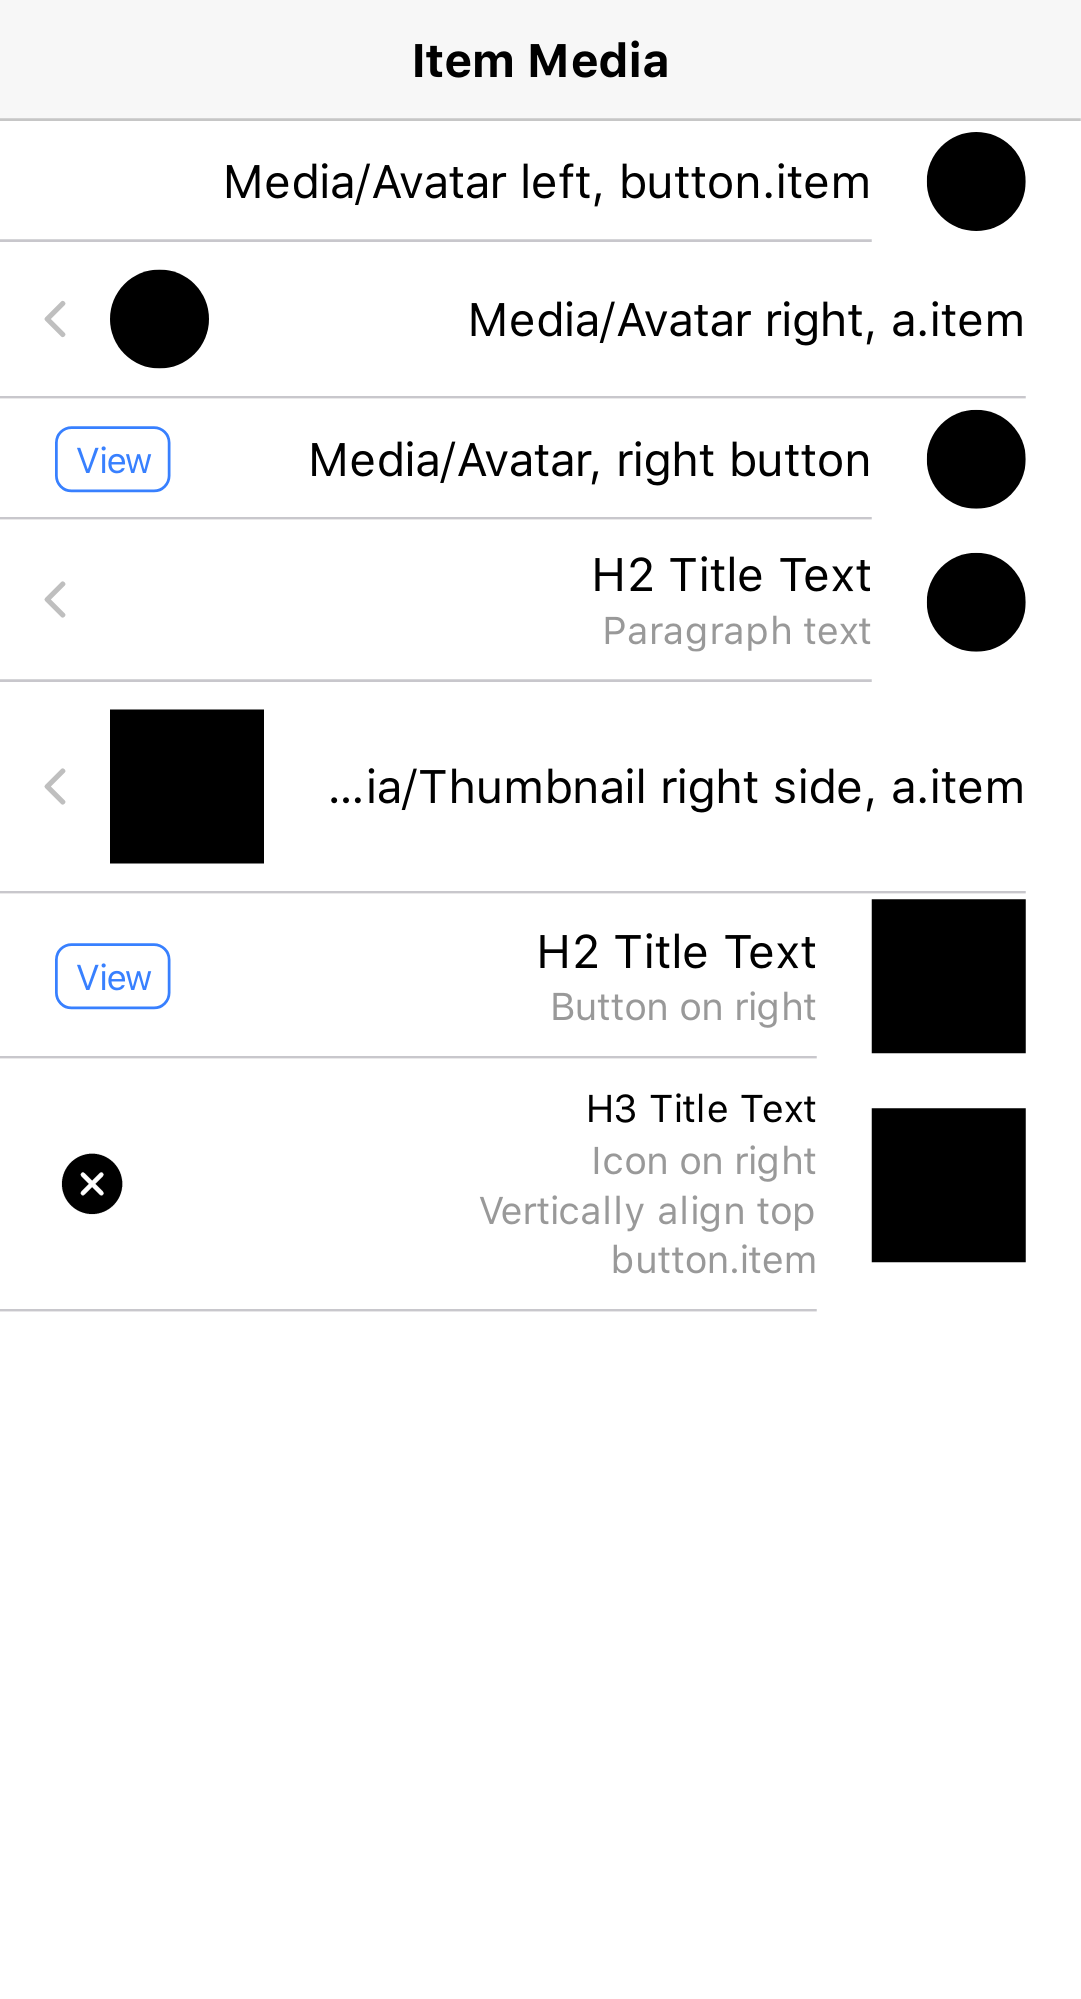 Item Media
Media/Avatar left, button.item
Media/Avatar right, a.item
View
Media/Avatar, right button
H2 Title Text
Paragraph text
...ia/Thumbnail right side, a.item
View
H2 Title Text
Button on right
H3 Title Text
Icon on right
Vertically align top
button.item